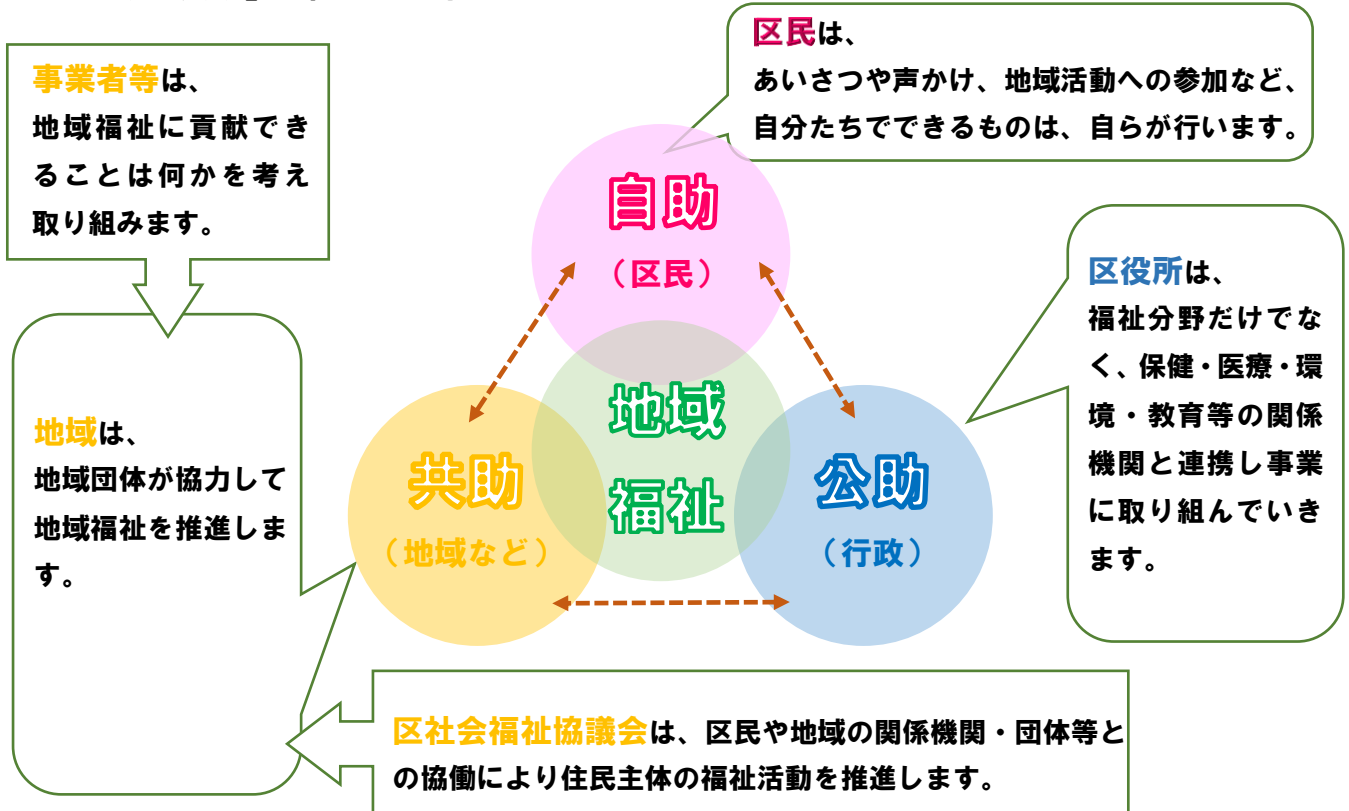 区民は、
あいさつや声かけ、地域活動への参加など、
自分たちでできるものは、自らが行います。
事業者等は、
地域福祉に貢献でき
ることは何かを考え
取り組みます。
自助
（区民）
区役所は、
福祉分野だけでな
く、保健・医療・環
境・教育等の関係
機関と連携し事業
に取り組んでいき
ます。
地域は、
地域団体が協力して
地域福祉を推進しま
す。
地域
福祉
共助
（地域など）
公助
（行政）
区社会福祉協議会は、区民や地域の関係機関・団体等と
の協働により住民主体の福祉活動を推進します。